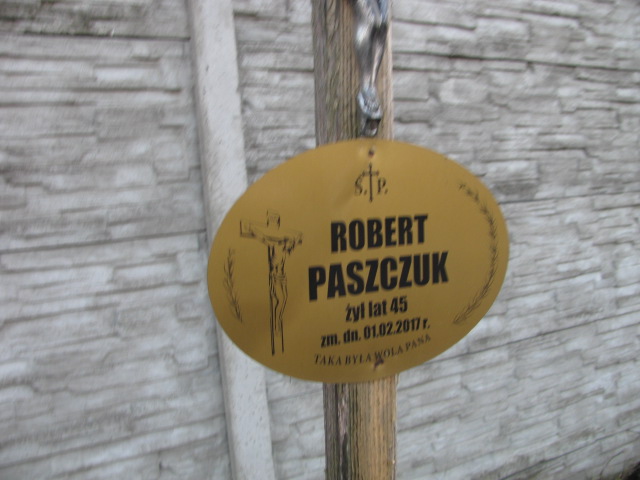 Ś. P.
ROBERT
PASZCZUK
żył lat 45
zm. dn. 01.02.2017 r.
TAKA BYŁA WOLA PANA